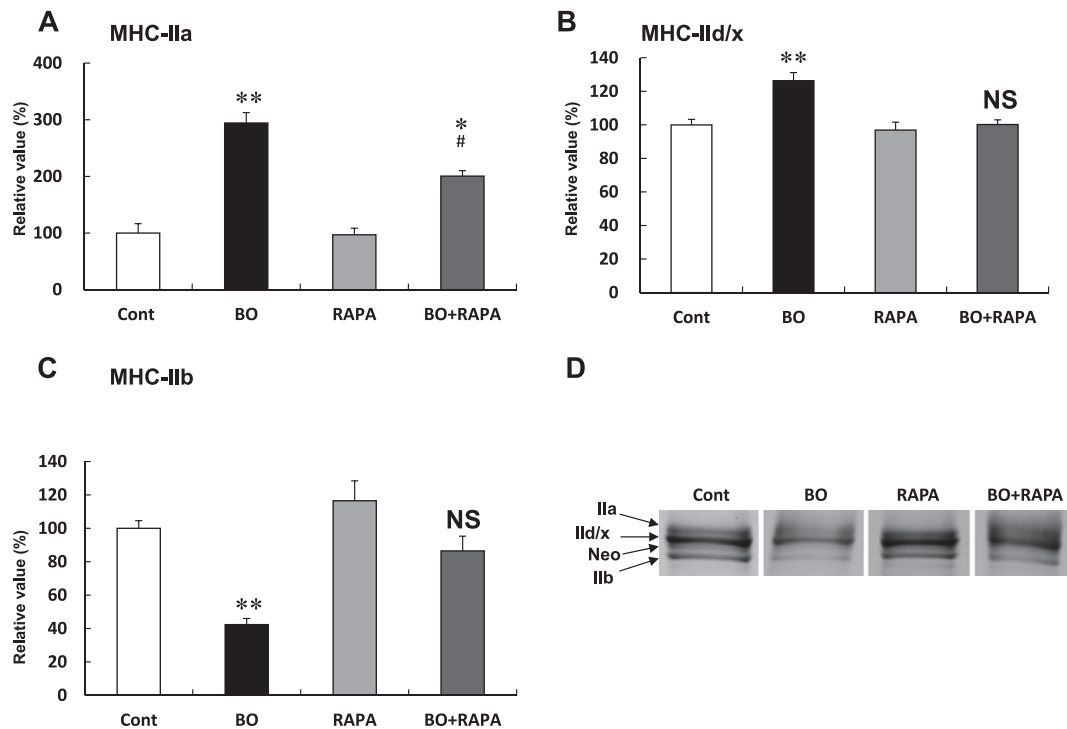 A
MHC-IIa
Relative value (%)
400
300
200
100
0
**
*
#
Cont BO RAPA BO+RAPA
B
MHC-IId/x
Relative value (%)
140
120
100
80
60
40
20
0
**
NS
Cont BO RAPA BO+RAPA
C
MHC-IIb
Relative value (%)
140
120
100
80
60
40
20
0
**
NS
Cont BO RAPA BO+RAPA
D
Cont BO RAPA BO+RAPA
IIa
IId/x
Neo
IIb